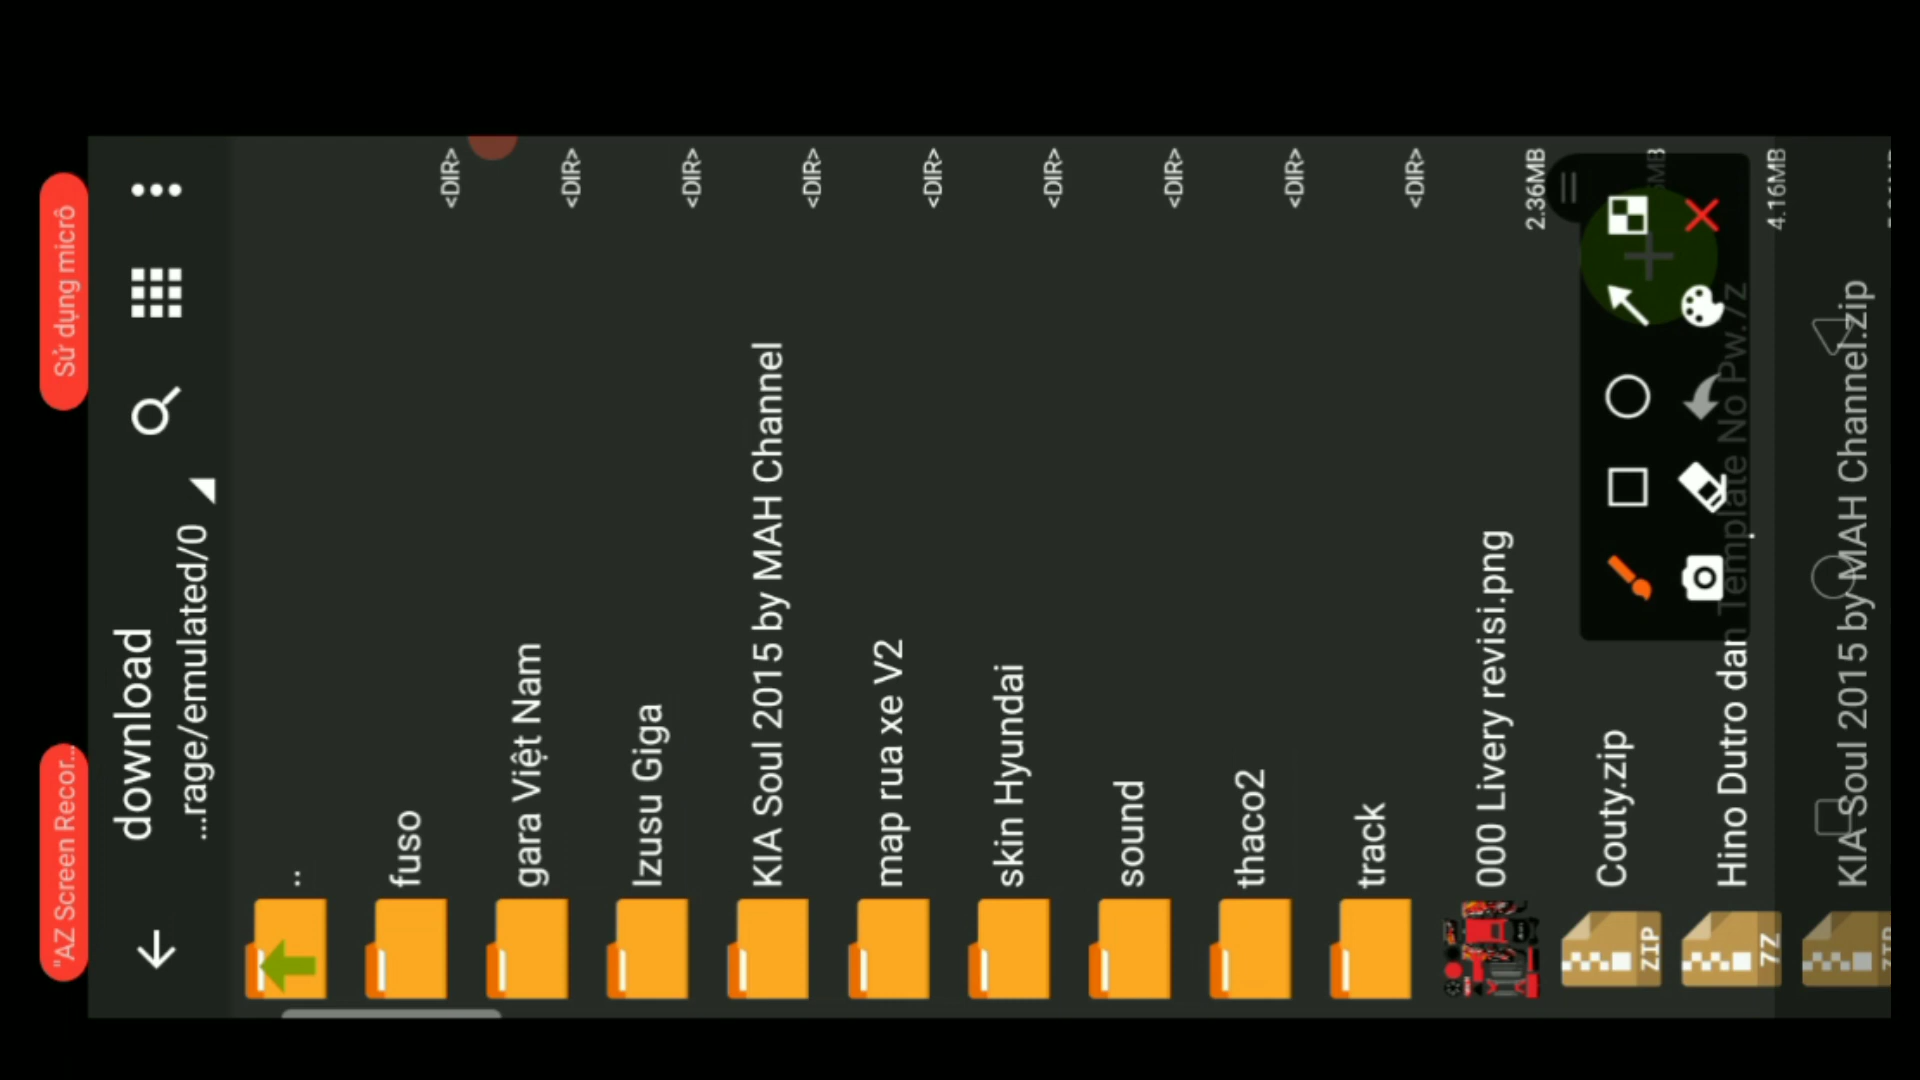 "AZ Screen Recor...
Sử dụng micrô
download
...rage/emulated/0
..
fuso
<DIR>
gara Việt Nam
<DIR>
Izusu Giga
<DIR>
KIA Soul 2015 by MAH Channel
<DIR>
map rua xe V2
<DIR>
skin Hyundai
<DIR>
sound
<DIR>
thaco2
<DIR>
track
<DIR>
000 Livery revisi.png
2.36MB
Couty.zip
ZIP
Hino Dutro dan Template No Pw.7z
7Z
4.16MB
KIA Soul 2015 by MAH Channel.zip
ZIP